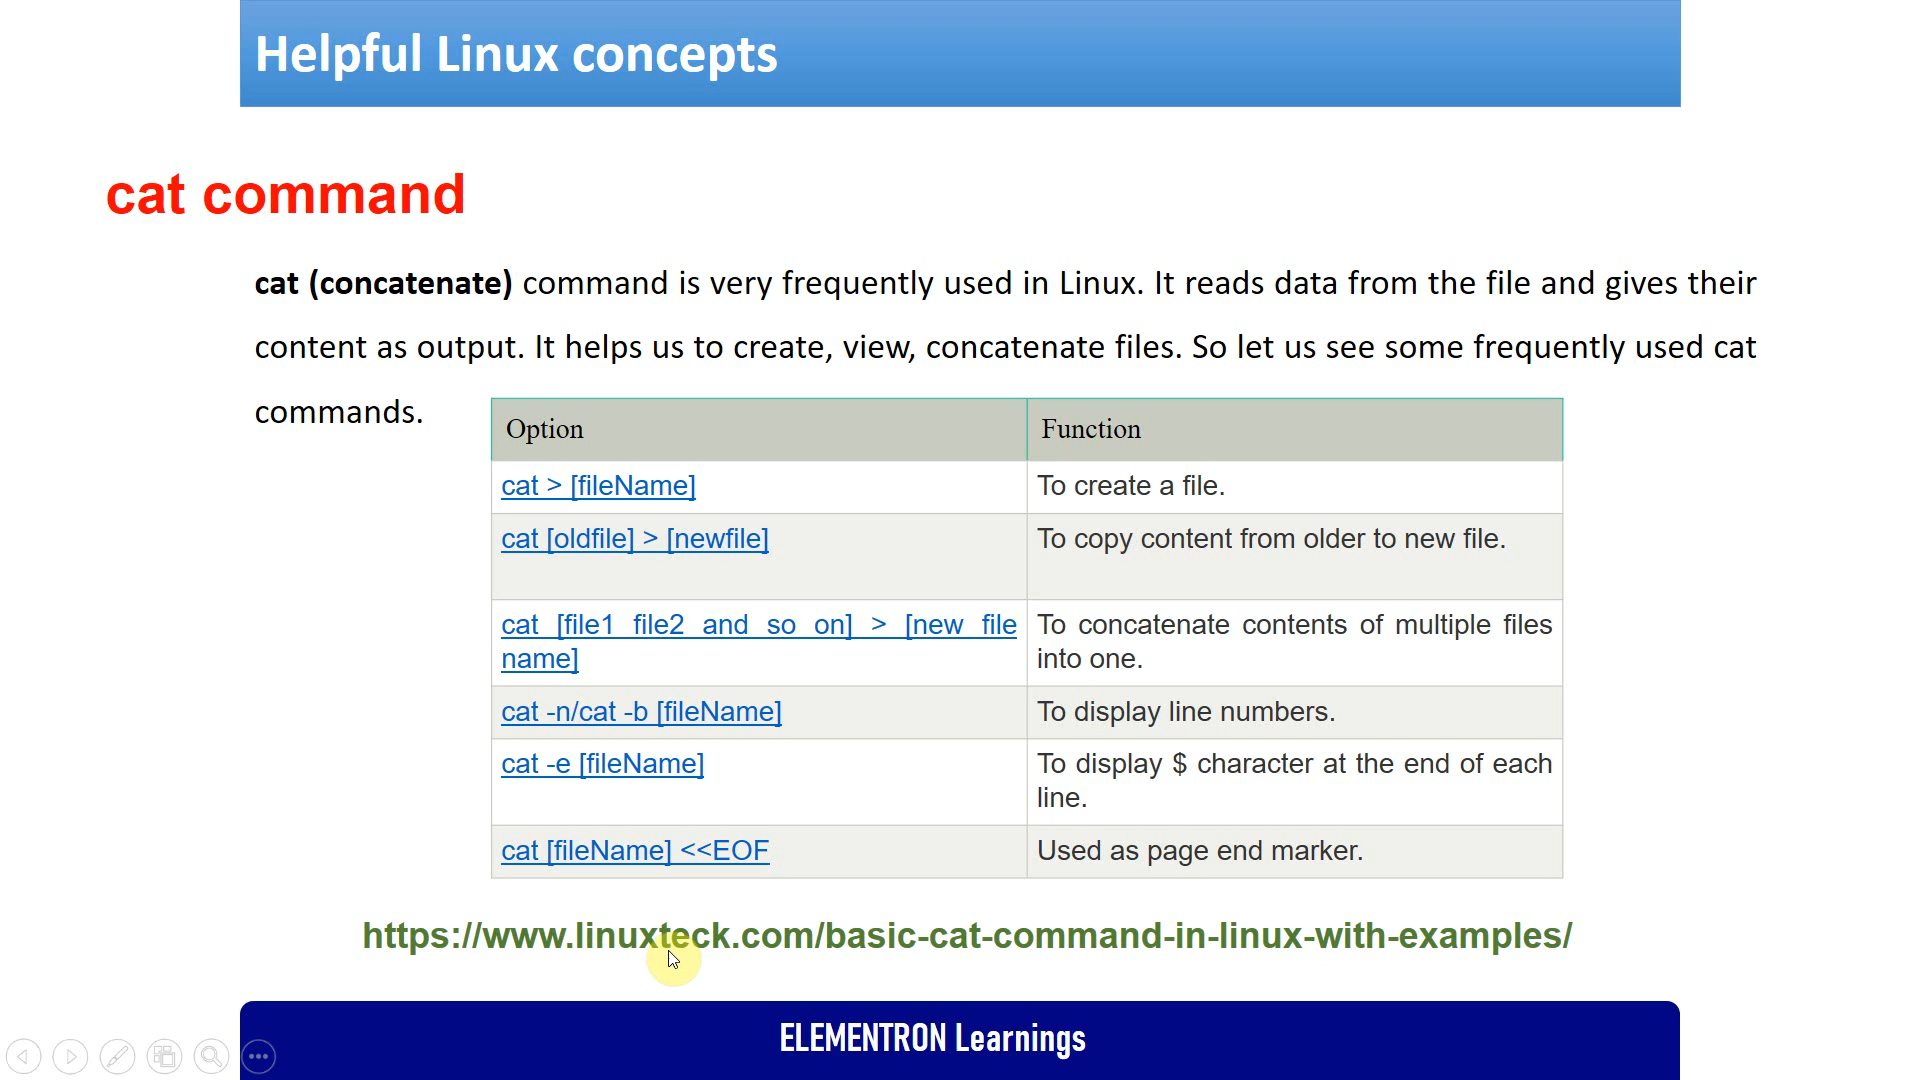 Helpful Linux concepts
cat command
cat (concatenate) command is very frequently used in Linux. It reads data from the file and gives their
content as output. It helps us to create, view, concatenate files. So let us see some frequently used cat
commands.
Option Function
cat > [fileName] To create a file.
cat [oldfile] > [newfile] To copy content from older to new file.
cat [file1 file2 and so on] > [new file To concatenate contents of multiple files
name] into one.
cat -n/cat -b [fileName] To display line numbers.
cat -e [fileName] To display $ character at the end of each
line.
cat [fileName] <<EOF Used as page end marker.
https://www.linuxteck.com/basic-cat-command-in-linux-with-examples/
ELEMENTRON Learnings